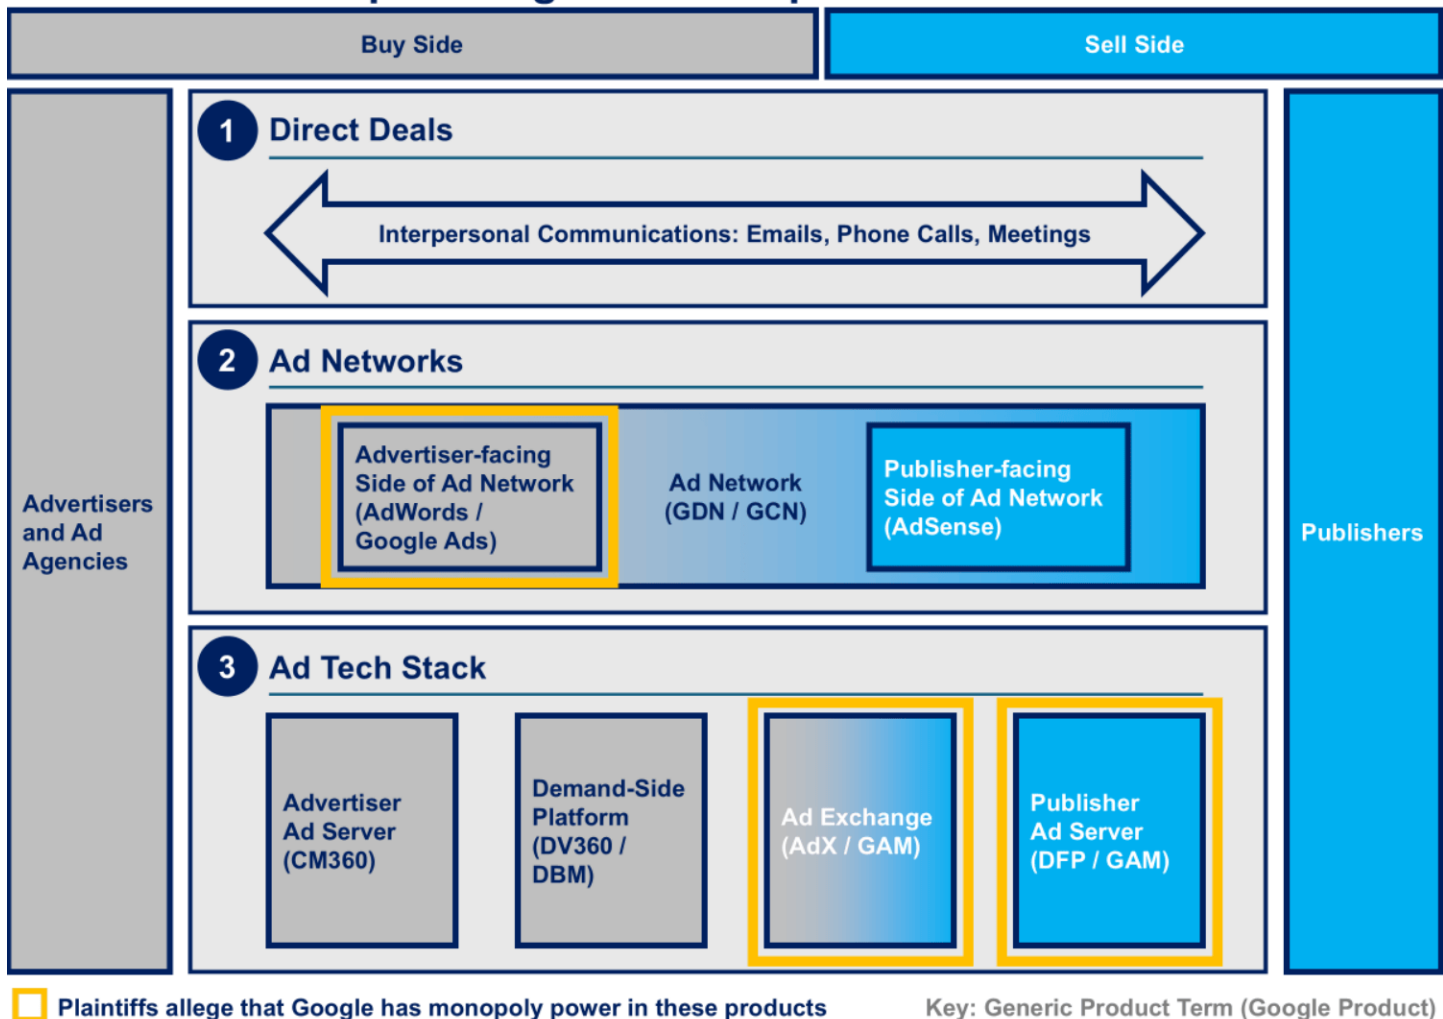 Buy Side
Sell Side
1 Direct Deals
Interpersonal Communications: Emails, Phone Calls, Meetings
2 Ad Networks
Advertiser-facing
Side of Ad Network
(AdWords /
Google Ads)
Ad Network
(GDN / GCN)
Publisher-facing
Side of Ad Network
(AdSense)
Advertisers
and Ad
Agencies
Publishers
3 Ad Tech Stack
Advertiser
Ad Server
(CM360)
Demand-Side
Platform
(DV360 /
DBM)
Ad Exchange
(AdX / GAM)
Publisher
Ad Server
(DFP / GAM)
Plaintiffs allege that Google has monopoly power in these products
Key: Generic Product Term (Google Product)